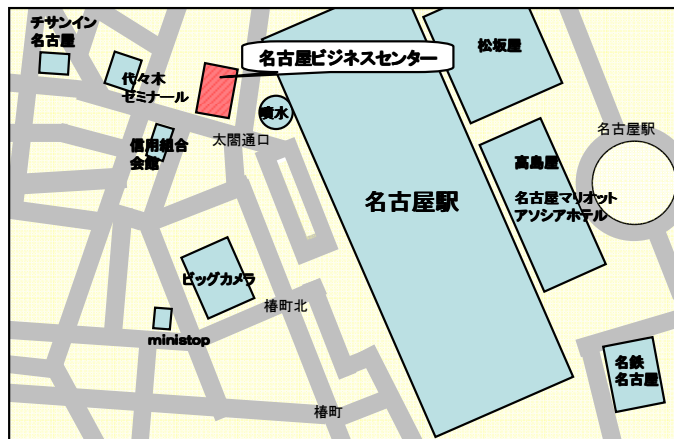 チサンイン
名古屋
代々木
セミナール
名古屋ビジネスセンター
松坂屋
噴水
太閤通口
信用組合
会館
名古屋駅
高島屋
名古屋マリオット
アソシアホテル
名古屋駅
ビッグカメラ
椿町北
ministop
名鉄
名古屋
椿町